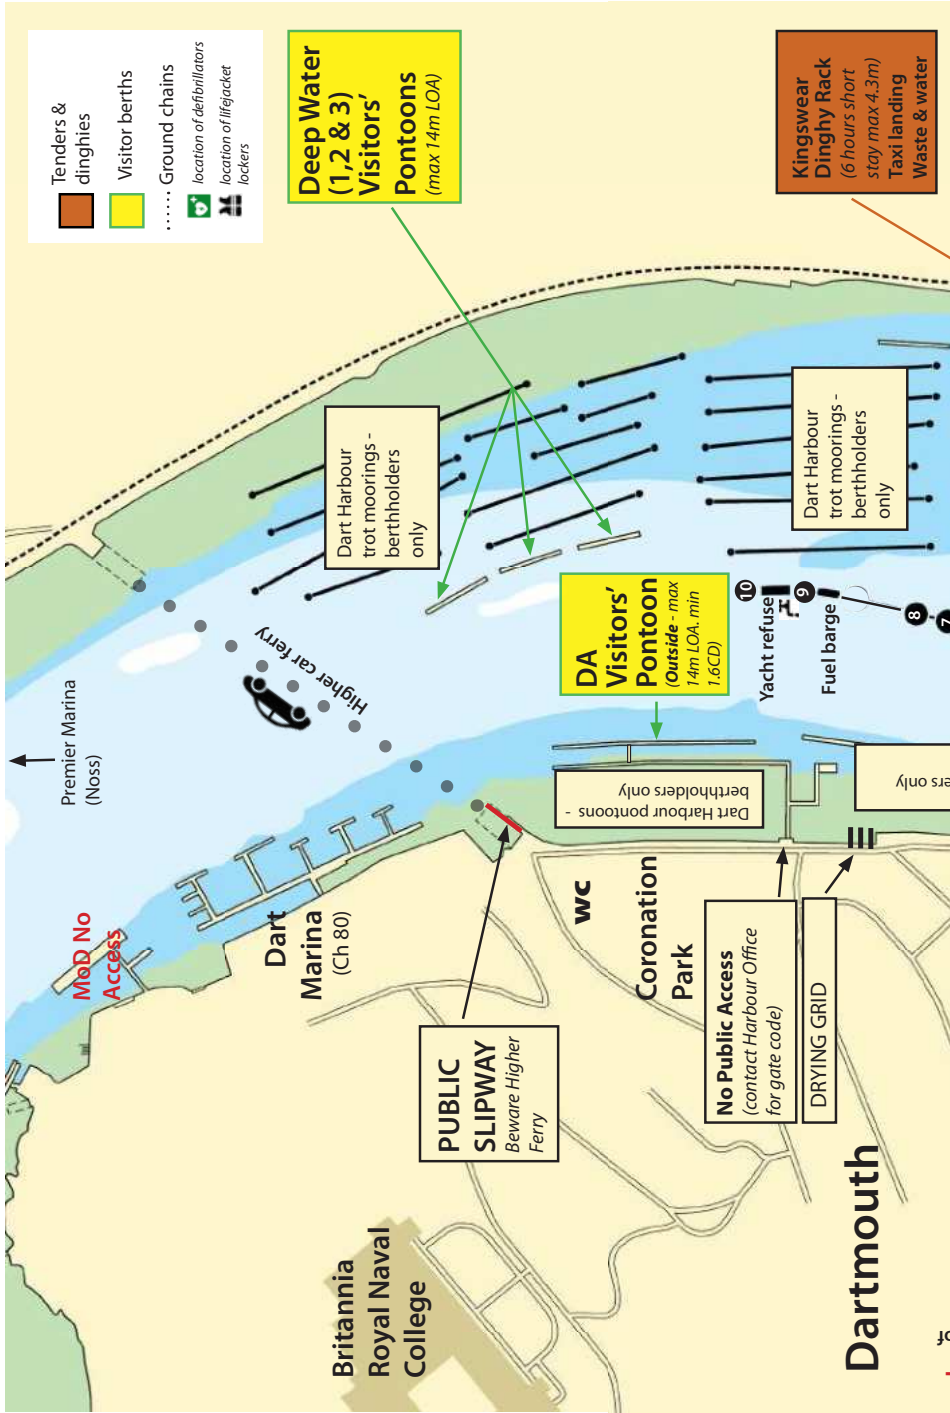 Tenders &
dinghies
Visitor berths
Ground chains
location of defibrillators
location of lifejacket
lockers
Deep Water
(1,2 & 3)
Visitors'
Pontoons
(max 14m LOA)
Kingswear
Dinghy Rack
(6 hours short
stay max 4.3m)
Taxi landing
Waste & water
Dart Harbour
trot moorings -
berthholders
only
Dart Harbour
trot moorings -
berthholders
only
Premier Marina
(Noss)
Higher car ferry
DA
Visitors'
Pontoon
(Outside - max
14m LOA. min
1.6CD)
Yacht refuse
10
9
Fuel barge
8
7
Dart Harbour pontoons -
berthholders only
ers only
MoD No
Access
Dart
Marina
(Ch 80)
wc
Coronation
Park
PUBLIC
SLIPWAY
Beware Higher
Ferry
No Public Access
(contact Harbour Office
for gate code)
DRYING GRID
Britannia
Royal Naval
College
Dartmouth
of